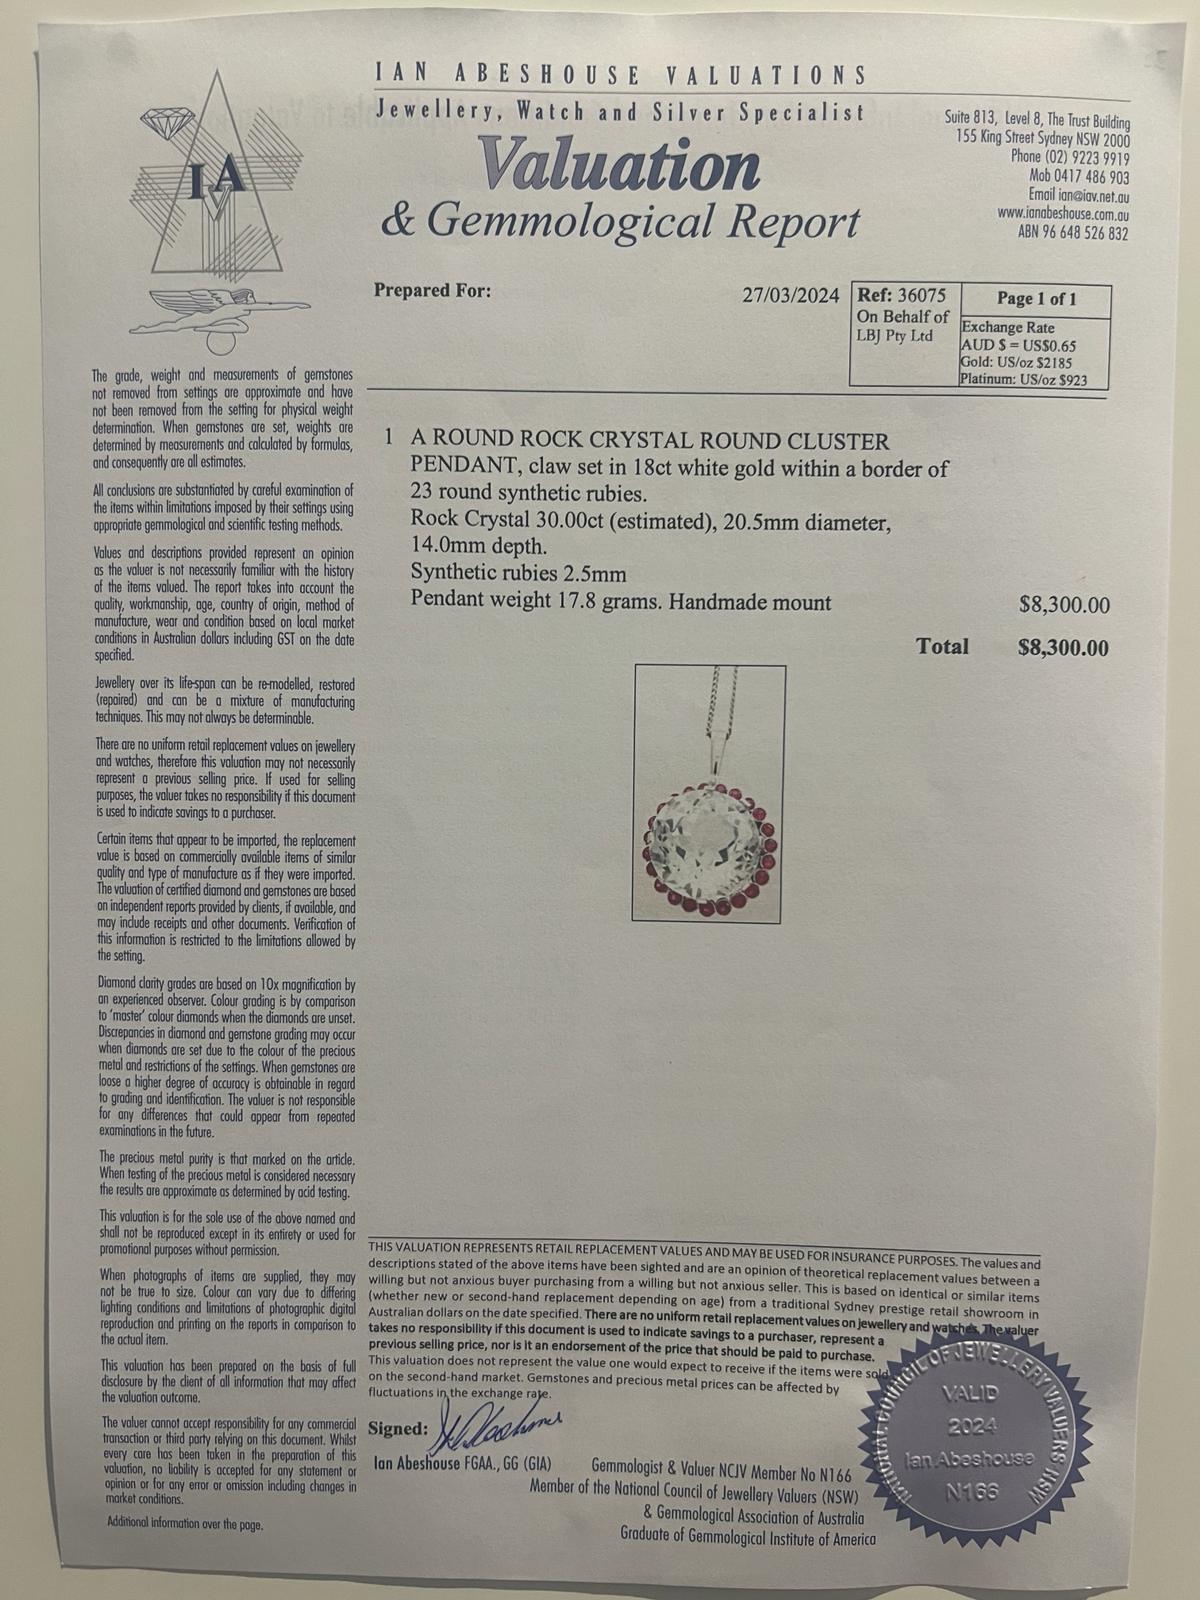 IAN ABESHOUSE VALUATIONS
Jewellery, Watch and Silver Specialist
Valuation
& Gemmological Report
Suite 813, Level 8, The Trust Building
155 King Street Sydney NSW 2000
Phone (02) 9223 9919
Mob 0417 486 903
Email ian@iav.net.au
www.ianabeshouse.com.au
ABN 96 648 526 832
IVA
Prepared For:
27/03/2024
Ref: 36075
On Behalf of
LBJ Pty Ltd
Page 1 of 1
Exchange Rate
AUD $ = US$0.65
Gold: US/oz $2185
Platinum: US/oz $923
The grade, weight and measurements of gemstones
not removed from settings are approximate and have
not been removed from the setting for physical weight
determination. When gemstones are set, weights are
determined by measurements and calculated by formulas,
and consequently are all estimates.
All conclusions are substantiated by careful examination of
the items within limitations imposed by their settings using
appropriate gemmological and scientific testing methods.
Values and descriptions provided represent an opinion
as the valuer is not necessarily familiar with the history
of the items valued. The report takes into account the
quality, workmanship, age, country of origin, method of
manufacture, wear and condition based on local market
conditions in Australian dollars including GST on the date
specified.
Jewellery over its life-span can be re-modelled, restored
(repaired) and can be a mixture of manufacturing
techniques. This may not always be determinable.
There are no uniform retail replacement values on jewellery
and watches, therefore this valuation may not necessarily
represent a previous selling price. If used for selling
purposes, the valuer takes no responsibility if this document
is used to indicate savings to a purchaser.
Certain items that appear to be imported, the replacement
value is based on commercially available items of similar
quality and type of manufacture as if they were imported.
The valuation of certified diamond and gemstones are based
on independent reports provided by clients, if available, and
may include receipts and other documents. Verification of
this information is restricted to the limitations allowed by
the setting.
Diamond clarity grades are based on 10x magnification by
an experienced observer. Colour grading is by comparison
to 'master' colour diamonds when the diamonds are unset.
Discrepancies in diamond and gemstone grading may occur
when diamonds are set due to the colour of the precious
metal and restrictions of the settings. When gemstones are
loose a higher degree of accuracy is obtainable in regard
to grading and identification. The valuer is not responsible
for any differences that could appear from repeated
examinations in the future.
The precious metal purity is that marked on the article.
When testing of the precious metal is considered necessary
the results are approximate as determined by acid testing.
This valuation is for the sole use of the above named and
shall not be reproduced except in its entirety or used for
promotional purposes without permission.
When photographs of items are supplied, they may
not be true to size. Colour can vary due to differing
lighting conditions and limitations of photographic digital
reproduction and printing on the reports in comparison to
the actual item.
This valuation has been prepared on the basis of full
disclosure by the client of all information that may affect
the valuation outcome.
The valuer cannot accept responsibility for any commercial
transaction or third party relying on this document. Whilst
every care has been taken in the preparation of this
valuation, no liability is accepted for any statement or
opinion or for any error or omission including changes in
market conditions.
Additional information over the page.
1 A ROUND ROCK CRYSTAL ROUND CLUSTER
PENDANT, claw set in 18ct white gold within a border of
23 round synthetic rubies.
Rock Crystal 30.00ct (estimated), 20.5mm diameter,
14.0mm depth.
Synthetic rubies 2.5mm
Pendant weight 17.8 grams. Handmade mount $8,300.00
Total $8,300.00
THIS VALUATION REPRESENTS RETAIL REPLACEMENT VALUES AND MAY BE USED FOR INSURANCE PURPOSES. The values and
descriptions stated of the above items have been sighted and are an opinion of theoretical replacement values between a
willing but not anxious buyer purchasing from a willing but not anxious seller. This is based on identical or similar items
(whether new or second-hand replacement depending on age) from a traditional Sydney prestige retail showroom in
Australian dollars on the date specified. There are no uniform retail replacement values on jewellery and watches. The valuer
takes no responsibility if this document is used to indicate savings to a purchaser, represent a
previous selling price, nor is it an endorsement of the price that should be paid to purchase.
This valuation does not represent the value one would expect to receive if the items were sold
on the second-hand market. Gemstones and precious metal prices can be affected by
fluctuations in the exchange rate.
Signed:
Ian Abeshouse FGAA., GG (GIA)
Gemmologist & Valuer NCJV Member No N166
Member of the National Council of Jewellery Valuers (NSW)
& Gemmological Association of Australia
Graduate of Gemmological Institute of America
NATIONAL COUNCIL OF JEWELLERY VALUERS NSW
VALID
2024
Ian Abeshouse
N166